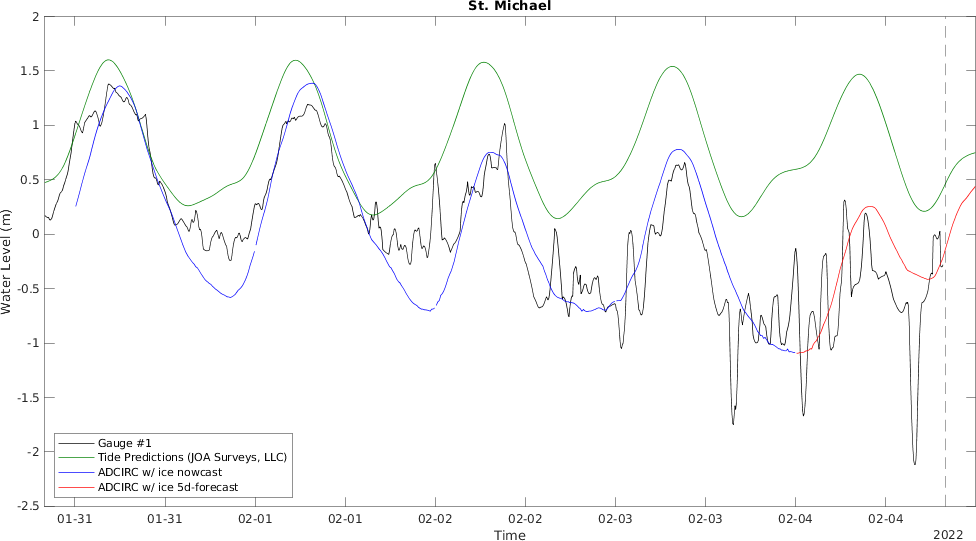 St. Michael
2
1.5
1
0.5
0
-0.5
-1
-1.5
-2
-2.5
Water Level (m)
Gauge #1
Tide Predictions (JOA Surveys, LLC)
ADCIRC w/ ice nowcast
ADCIRC w/ ice 5d-forecast
01-31 01-31 02-01 02-01 02-02 02-02 02-03 02-03 02-04 02-04
Time
2022